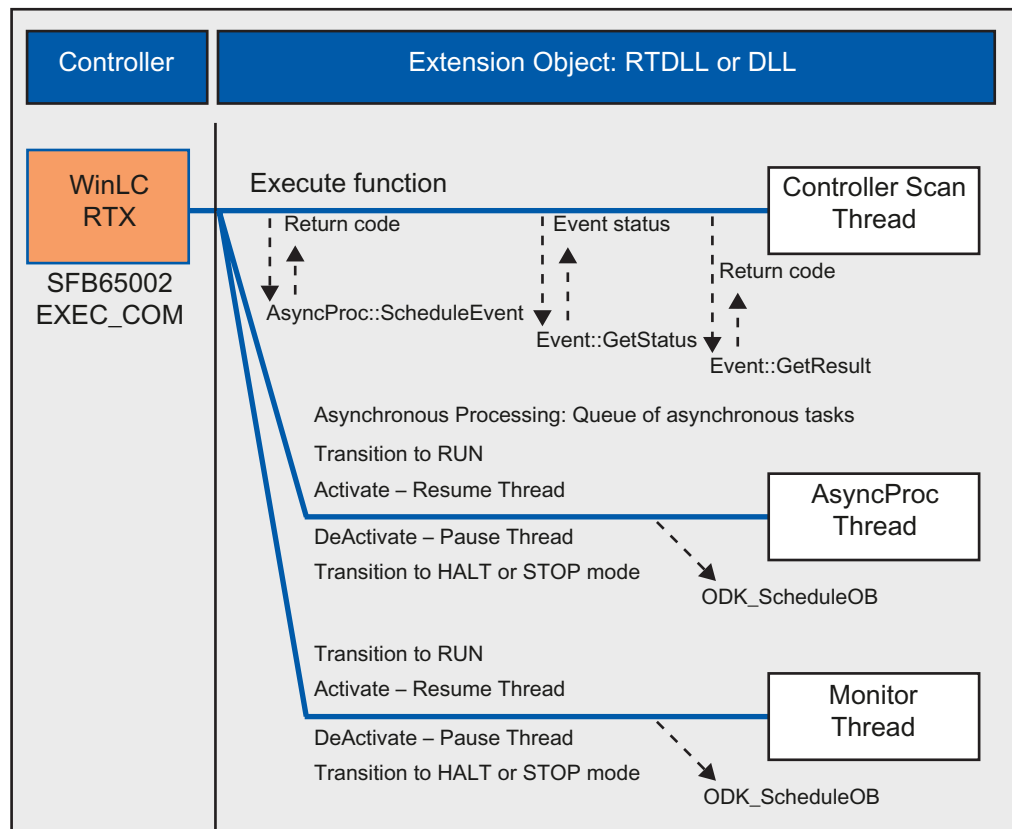 Controller
Extension Object: RTDLL or DLL
WinLC
RTX
SFB65002
EXEC_COM
Execute function
Controller Scan
Thread
Return code
Event status
Return code
AsyncProc::ScheduleEvent
Event::GetStatus
Event::GetResult
Asynchronous Processing: Queue of asynchronous tasks
Transition to RUN
Activate – Resume Thread
AsyncProc
Thread
DeActivate – Pause Thread
Transition to HALT or STOP mode
ODK_ScheduleOB
Transition to RUN
Activate – Resume Thread
Monitor
Thread
DeActivate – Pause Thread
Transition to HALT or STOP mode
ODK_ScheduleOB